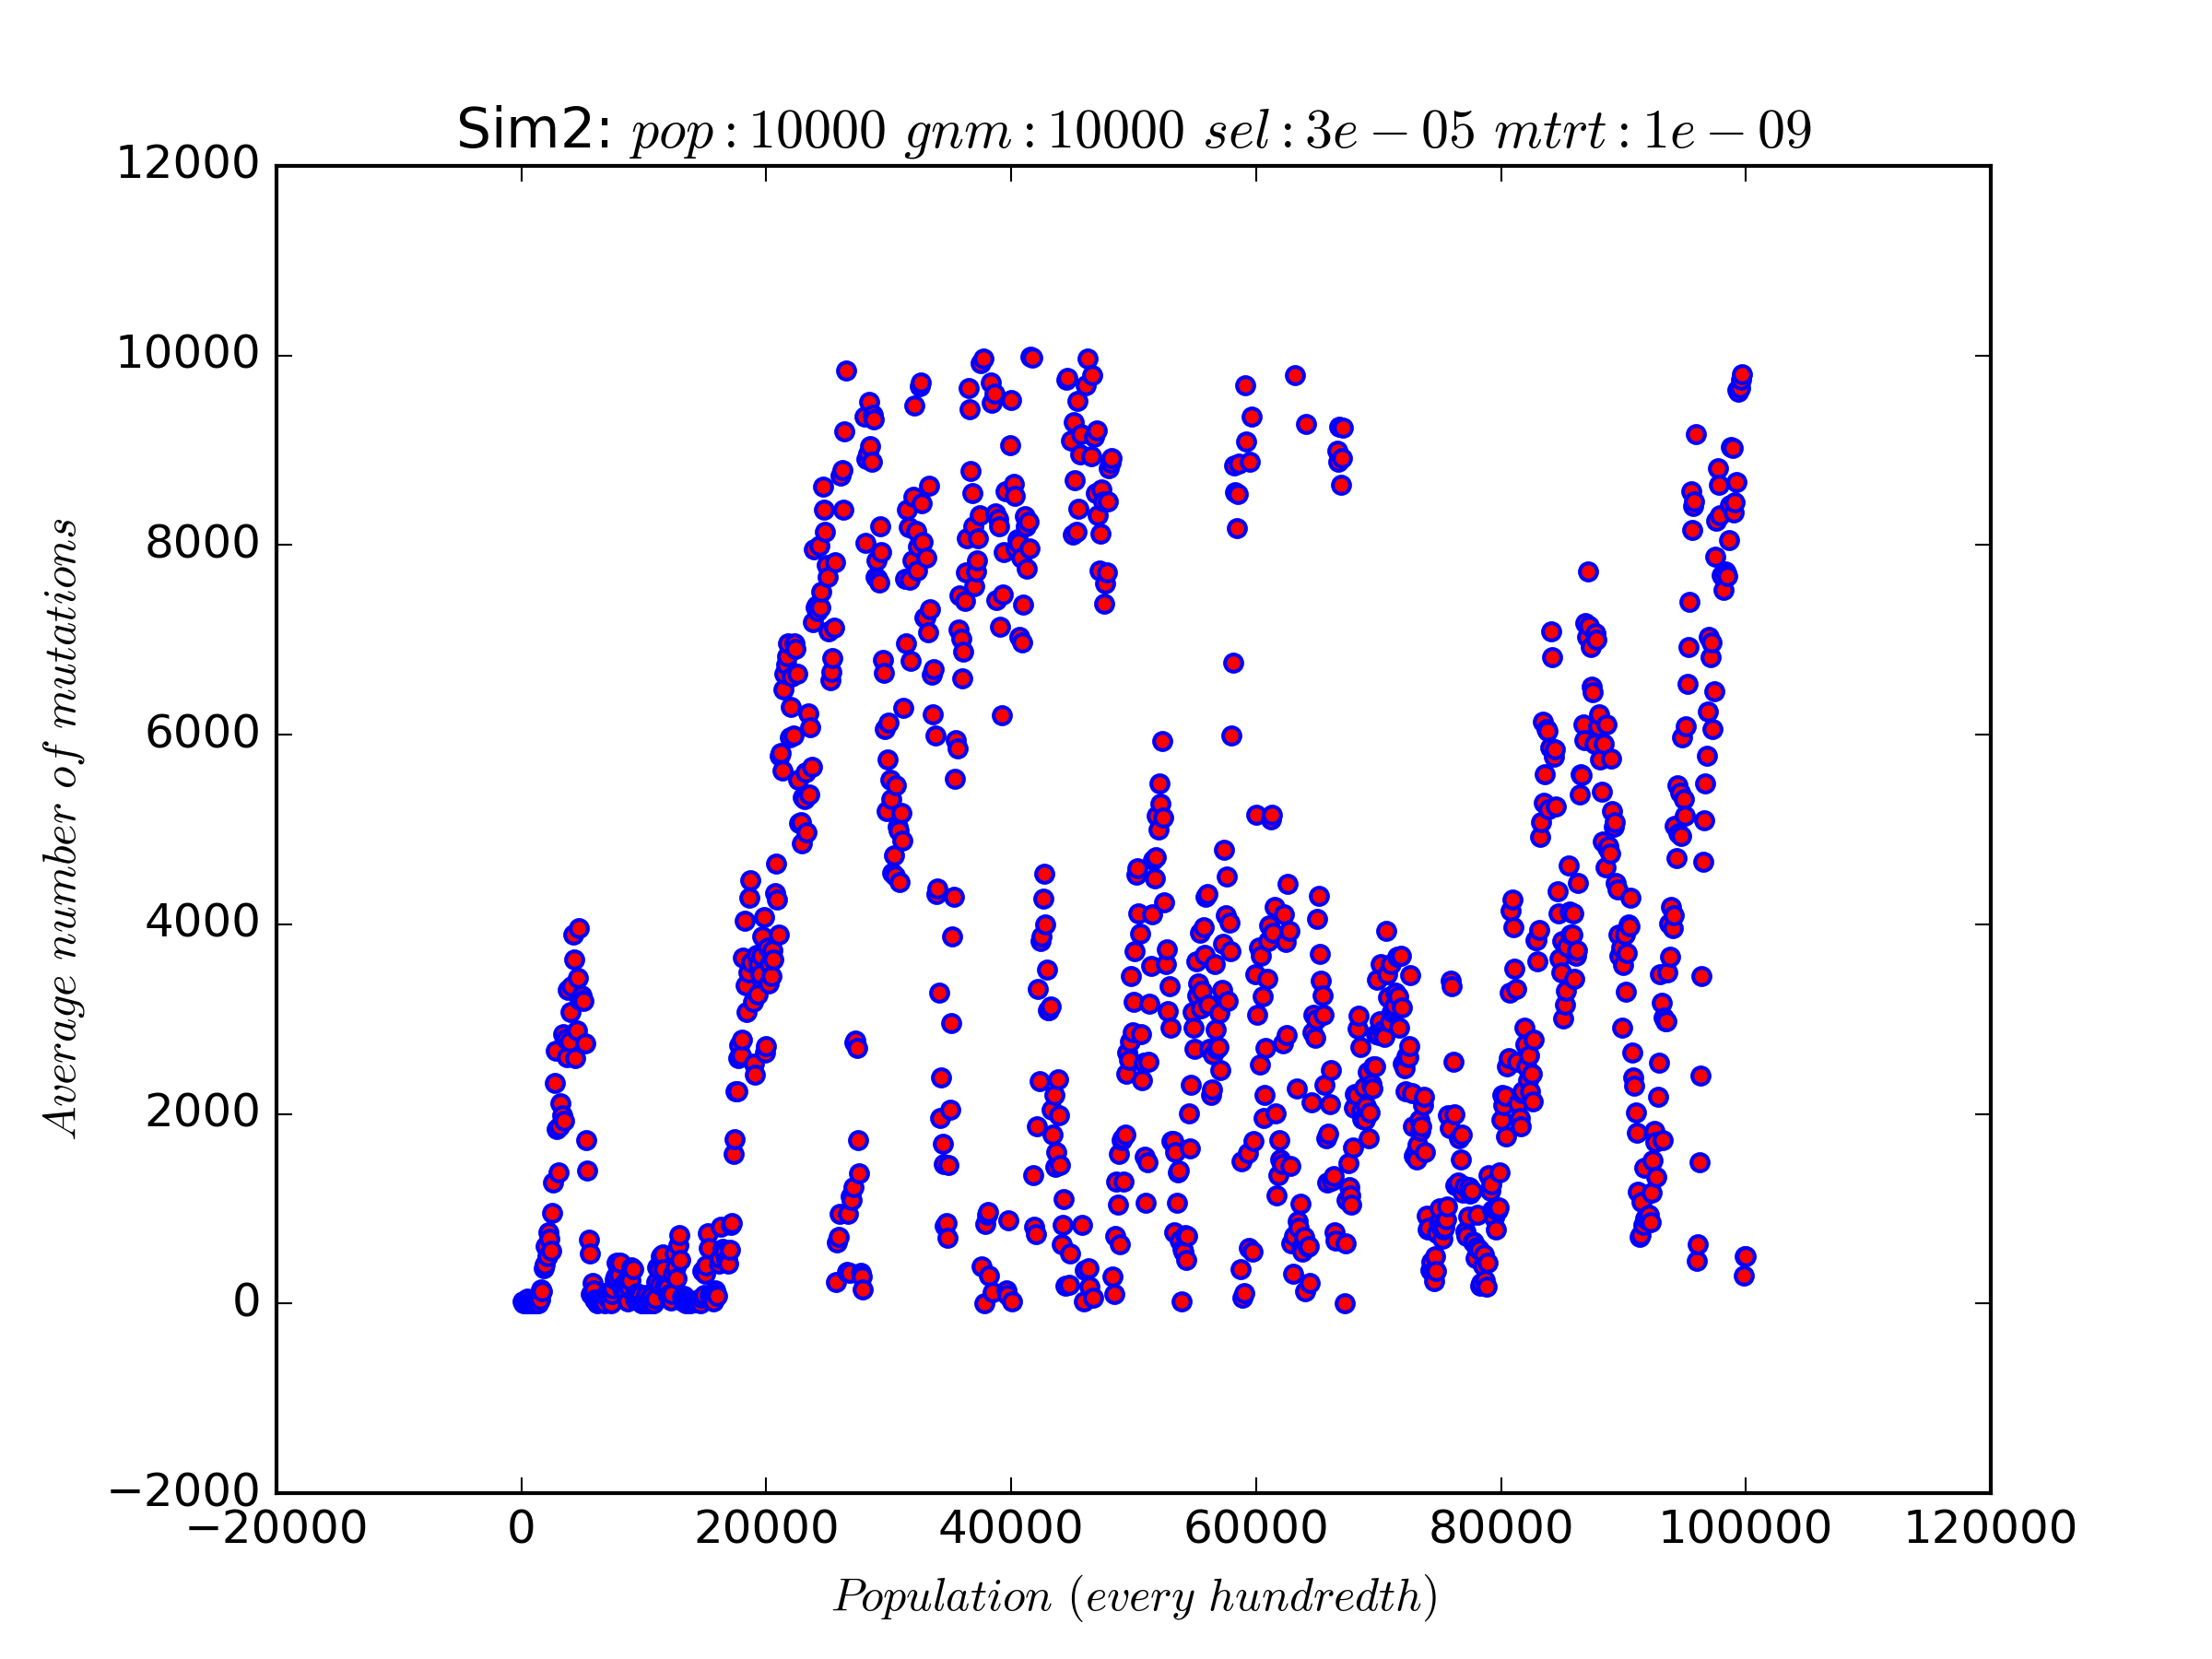 Sim2: pop : 10000 gnm : 10000 sel : 3e − 05 mtrt : 1e − 09
12000
10000
8000
6000
4000
2000
0
−2000
Average number of mutations
−20000 0 20000 40000 60000 80000 100000 120000
Population (every hundredth)